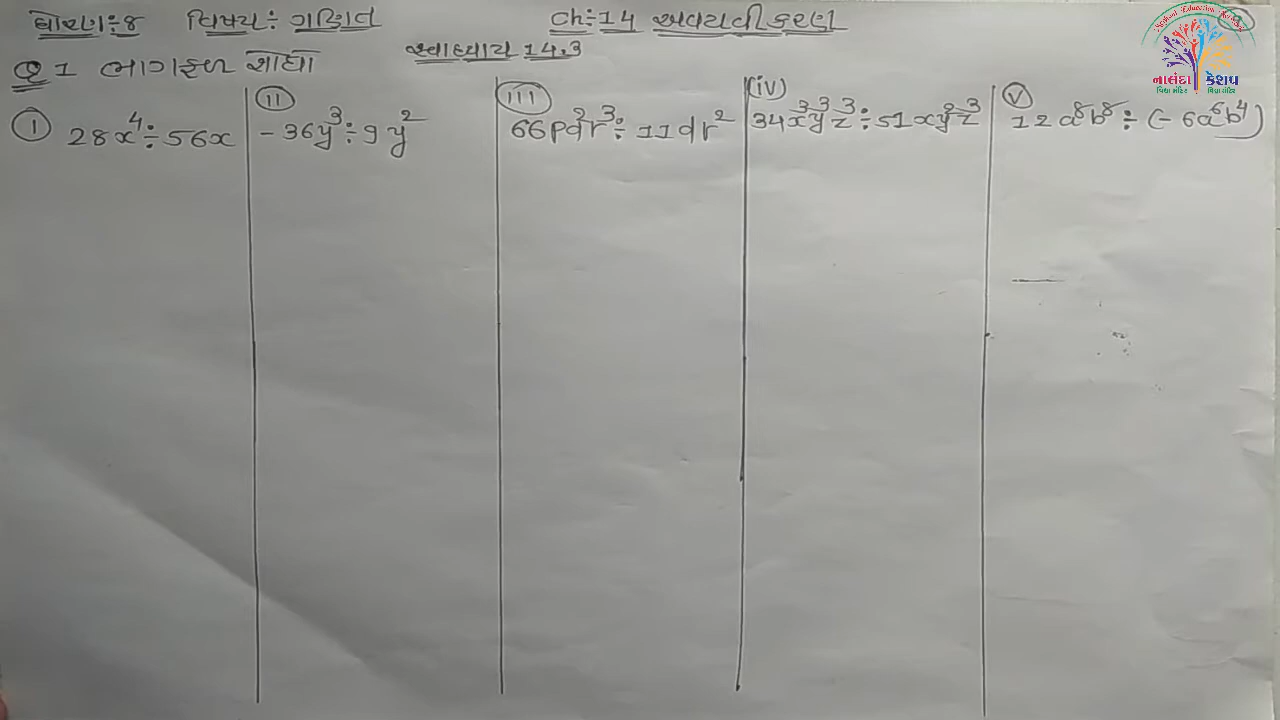 ધોરણ:૪ વિષય: ગણિત Ch:14 અવયવીકરણ
સ્વાધ્યાય 14.3
Q 1 ભાગફળ શોધો
(i) 28x⁴ ÷ 56x
(ii) -36y³ ÷ 9y²
(iii) 66pq²r³ ÷ 11qr²
(iv) 34x³y³z³ ÷ 51xy²z³
(v) 12a⁸b⁸ ÷ (-6a⁶b⁴)
નાલંદા કેશવ
વિદ્યા મંદિર વિદ્યા મંદિર